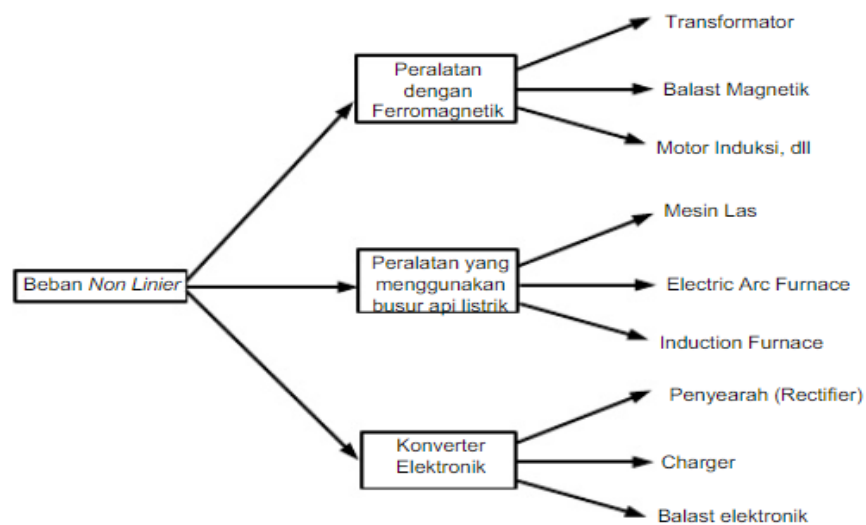 Transformator
Peralatan
dengan
Ferromagnetik
Balast Magnetik
Motor Induksi, dll
Mesin Las
Beban Non Linier
Peralatan yang
menggunakan
busur api listrik
Electric Arc Furnace
Induction Furnace
Penyearah (Rectifier)
Konverter
Elektronik
Charger
Balast elektronik